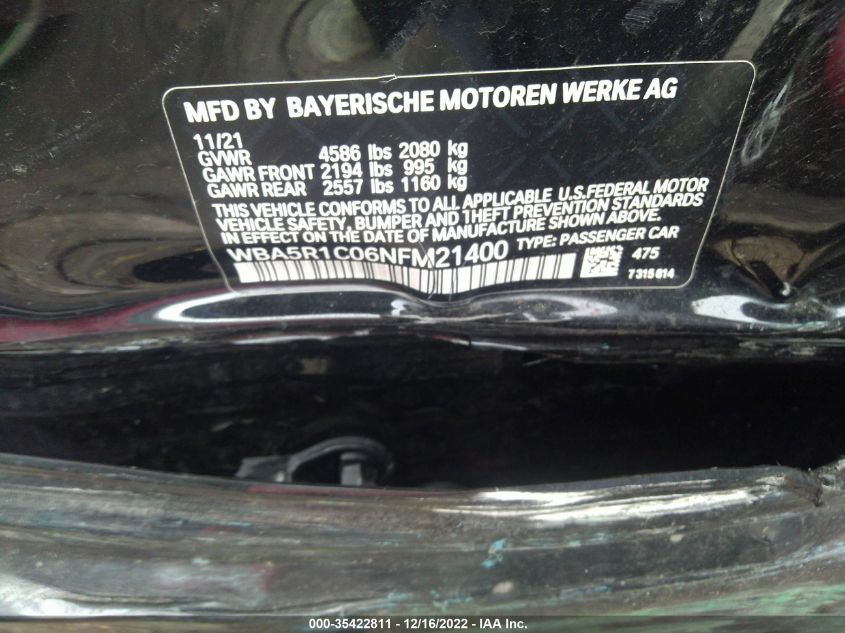 MFD BY BAYERISCHE MOTOREN WERKE AG
11/21
GVWR 4586 lbs 2080 kg
GAWR FRONT 2194 lbs 995 kg
GAWR REAR 2557 lbs 1160 kg
THIS VEHICLE CONFORMS TO ALL APPLICABLE U.S.FEDERAL MOTOR
VEHICLE SAFETY, BUMPER AND THEFT PREVENTION STANDARDS
IN EFFECT ON THE DATE OF MANUFACTURE SHOWN ABOVE.
WBA5R1C06NFM21400 TYPE: PASSENGER CAR
475
7315614
000-35422811 - 12/16/2022 - IAA Inc.